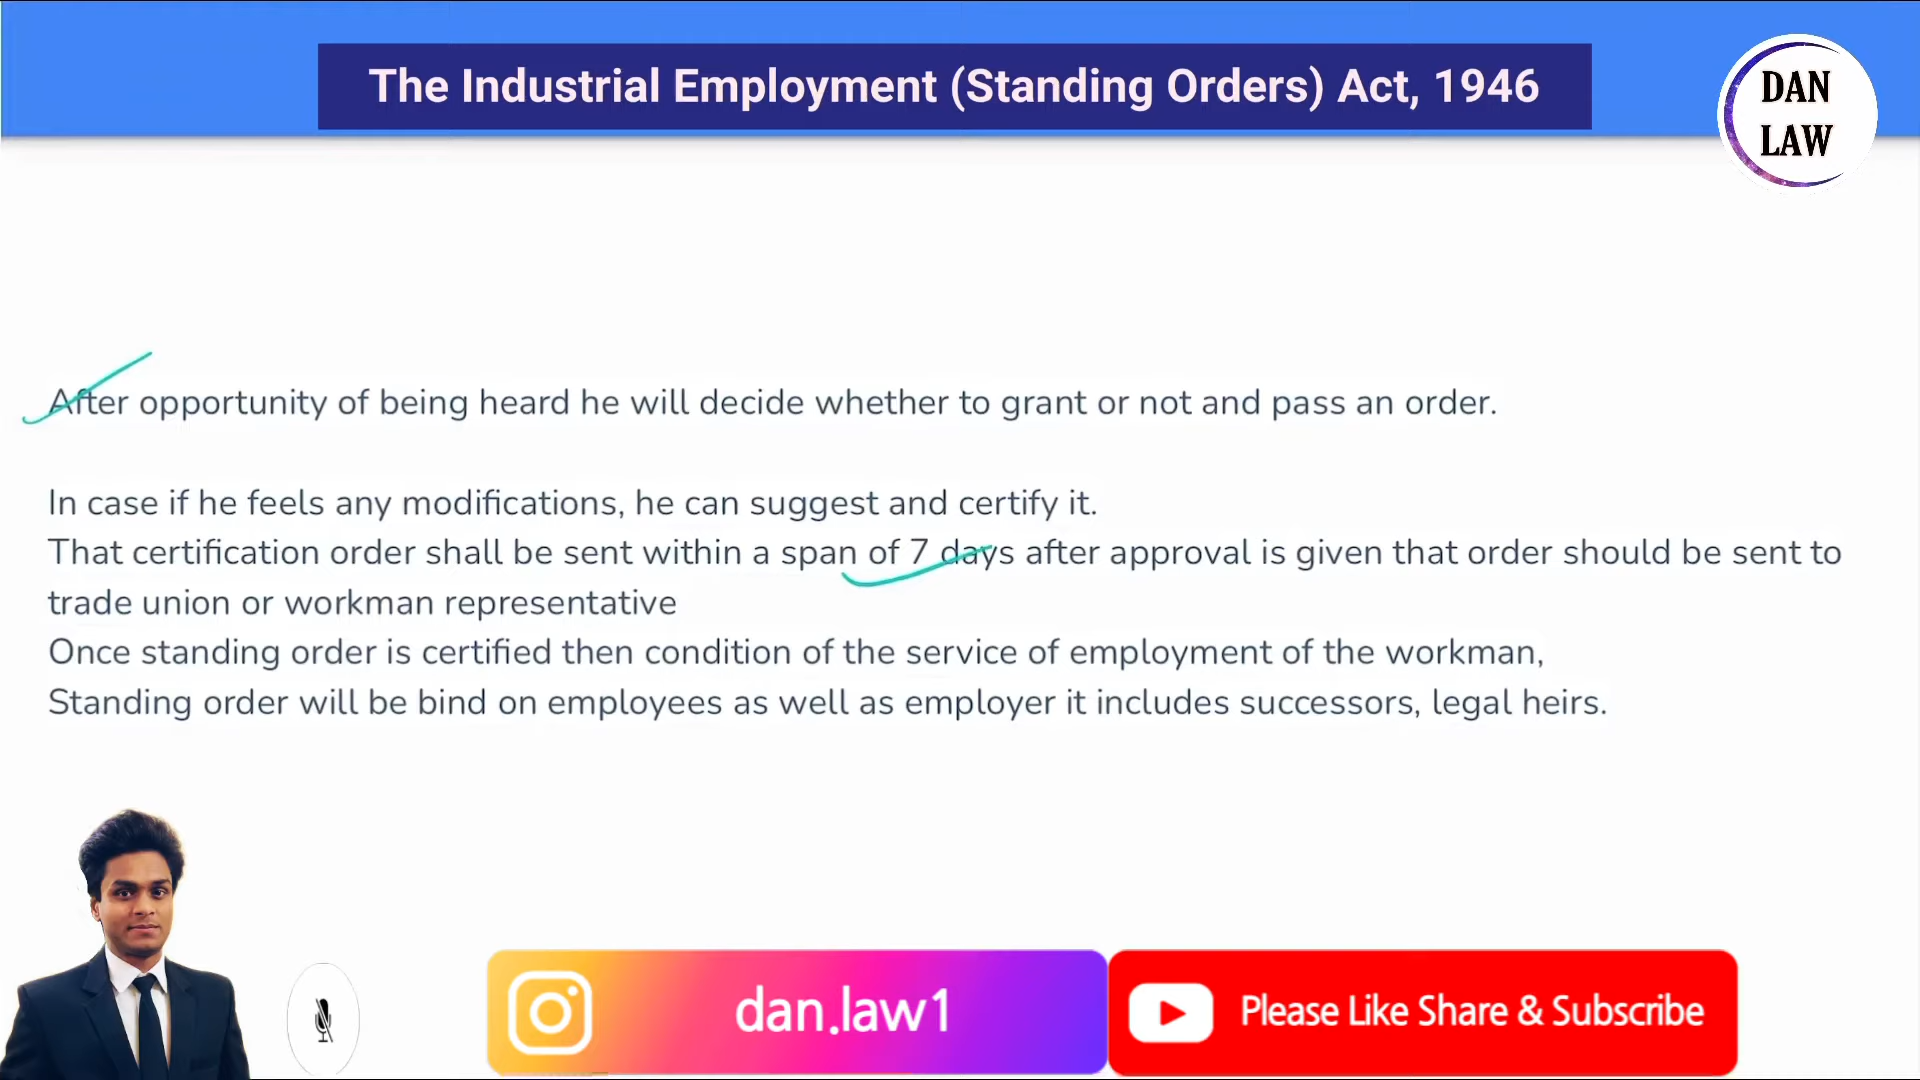 The Industrial Employment (Standing Orders) Act, 1946
DAN
LAW
After opportunity of being heard he will decide whether to grant or not and pass an order.
In case if he feels any modifications, he can suggest and certify it.
That certification order shall be sent within a span of 7 days after approval is given that order should be sent to
trade union or workman representative
Once standing order is certified then condition of the service of employment of the workman,
Standing order will be bind on employees as well as employer it includes successors, legal heirs.
dan.law1
Please Like Share & Subscribe